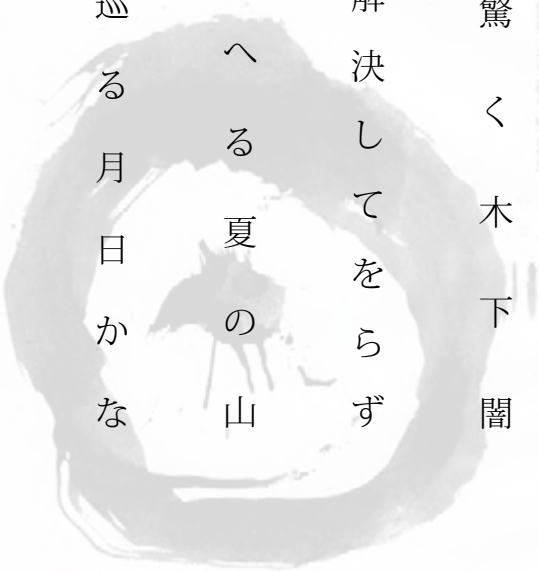 驚く木下闇
解決してをらず
へる夏の山
巡る月日かな